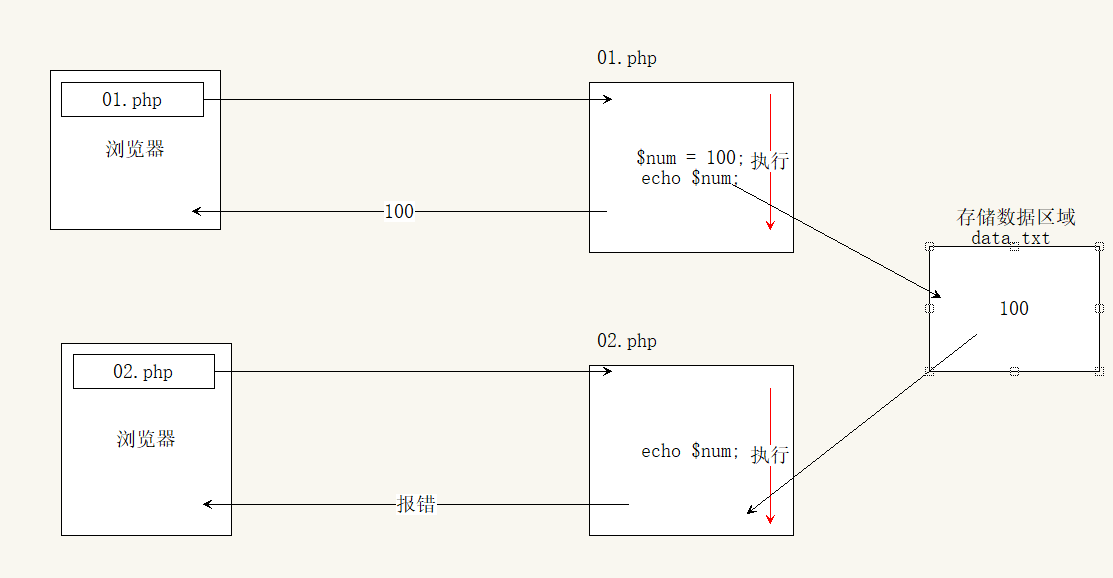 01.php
01.php
浏览器
$num = 100;
执行
echo $num;
100
存储数据区域
data.txt
100
02.php
02.php
浏览器
echo $num;
执行
报错